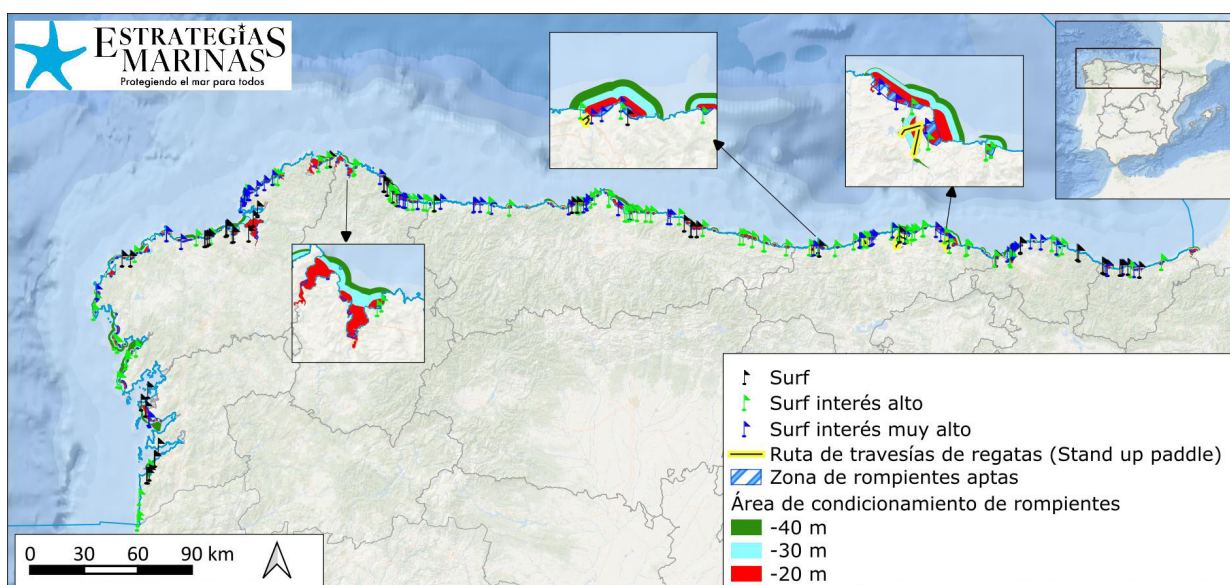 ESTRATEGIAS
MARINAS
Protegiendo el mar para todos
Surf
Surf interés alto
Surf interés muy alto
Ruta de travesías de regatas (Stand up paddle)
Zona de rompientes aptas
Área de condicionamiento de rompientes
-40 m
-30 m
-20 m
0 30 60 90 km